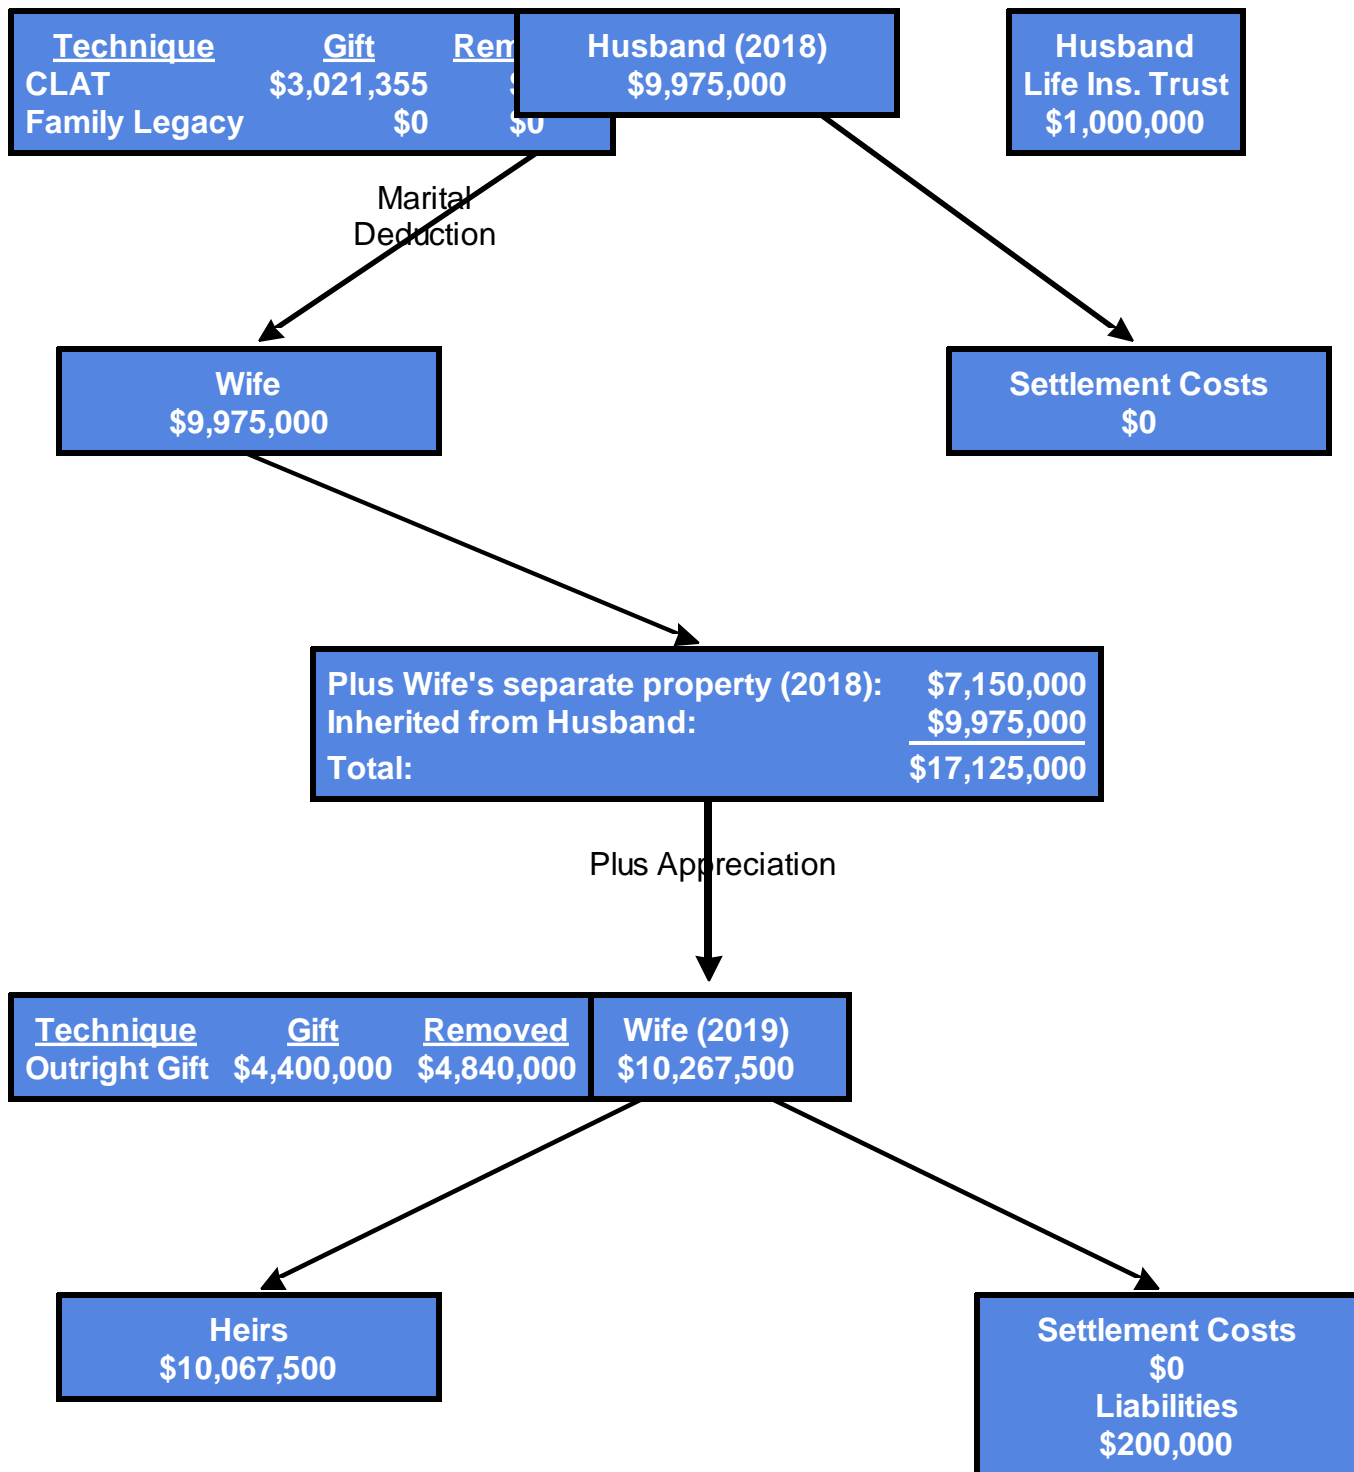 Technique Gift
CLAT $3,021,355
Family Legacy $0 $0
Husband (2018)
$9,975,000
Husband
Life Ins. Trust
$1,000,000
Marital
Deduction
Wife
$9,975,000
Settlement Costs
$0
Plus Wife's separate property (2018): $7,150,000
Inherited from Husband: $9,975,000
Total: $17,125,000
Plus Appreciation
Technique Gift Removed
Outright Gift $4,400,000 $4,840,000
Wife (2019)
$10,267,500
Heirs
$10,067,500
Settlement Costs
$0
Liabilities
$200,000